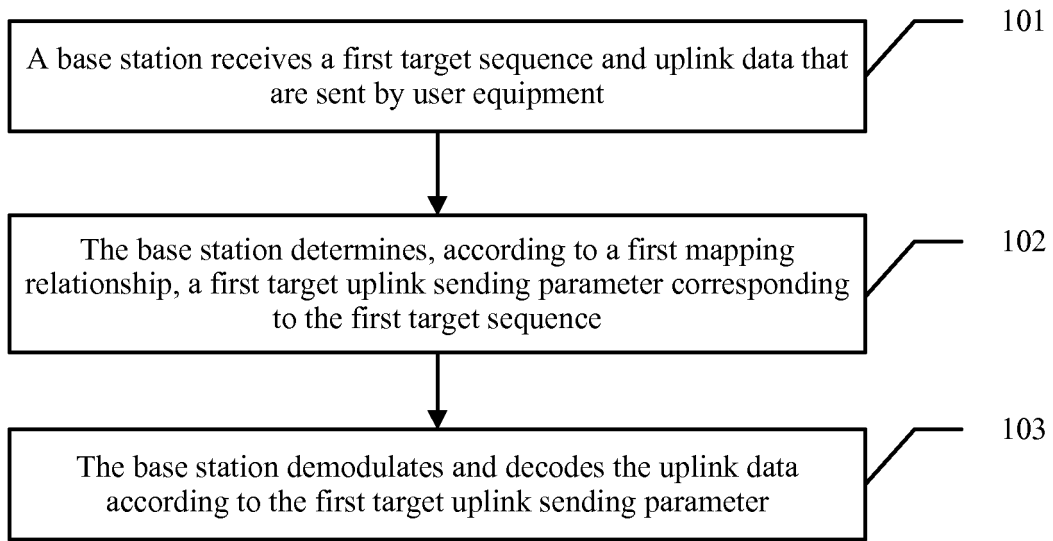 101
A base station receives a first target sequence and uplink data that
are sent by user equipment
102
The base station determines, according to a first mapping
relationship, a first target uplink sending parameter corresponding
to the first target sequence
103
The base station demodulates and decodes the uplink data
according to the first target uplink sending parameter